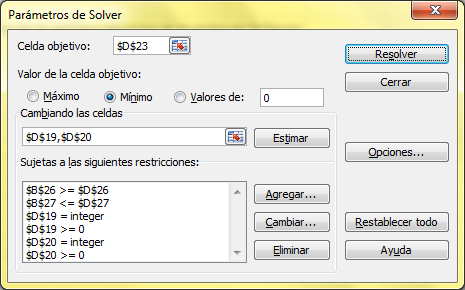 Parámetros de Solver
Celda objetivo: $D$23
Valor de la celda objetivo:
Máximo Mínimo Valores de: 0
Cambiando las celdas
$D$19,$D$20 Estimar
Sujetas a las siguientes restricciones:
$B$26 >= $D$26
$B$27 <= $D$27
$D$19 = integer
$D$19 >= 0
$D$20 = integer
$D$20 >= 0
Agregar...
Cambiar...
Eliminar
Resolver
Cerrar
Opciones...
Restablecer todo
Ayuda